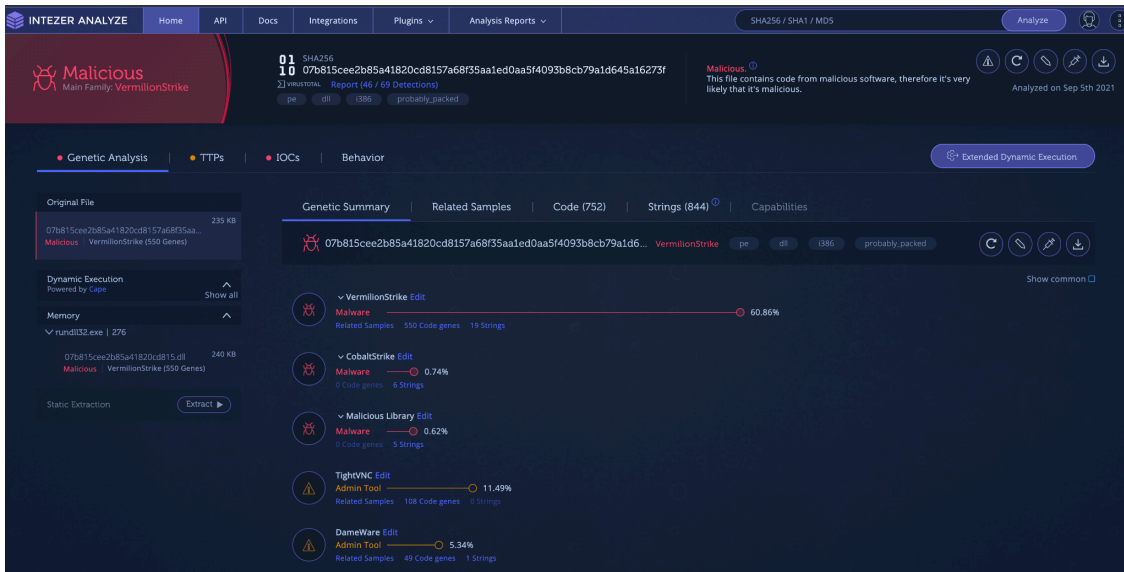 INTEZER ANALYZE Home API Docs Integrations Plugins Analysis Reports SHA256 / SHA1 / MD5 Analyze
Malicious
Main Family: VermilionStrike
01
10
SHA256
07b815cee2b85a41820cd8157a68f35aa1ed0aa5f4093b8cb79a1d645a16273f
VIRUSTOTAL Report (46 / 69 Detections)
pe dll i386 probably_packed
Malicious.
This file contains code from malicious software, therefore it's very
likely that it's malicious.
Analyzed on Sep 5th 2021
Genetic Analysis TTPs IOCs Behavior
Extended Dynamic Execution
Original File
235 KB
07b815cee2b85a41820cd8157a68f35aa...
Malicious VermilionStrike (550 Genes)
Dynamic Execution
Powered by Cape
Show all
Memory
rundll32.exe | 276
07b815cee2b85a41820cd815.dll 240 KB
Malicious VermilionStrike (550 Genes)
Static Extraction Extract
Genetic Summary Related Samples Code (752) Strings (844) Capabilities
07b815cee2b85a41820cd8157a68f35aa1ed0aa5f4093b8cb79a1d6... VermilionStrike pe dll i386 probably_packed
Show common
VermilionStrike Edit
Malware 60.86%
Related Samples 550 Code genes 19 Strings
CobaltStrike Edit
Malware 0.74%
0 Code genes 6 Strings
Malicious Library Edit
Malware 0.62%
0 Code genes 5 Strings
TightVNC Edit
Admin Tool 11.49%
Related Samples 108 Code genes 0 Strings
DameWare Edit
Admin Tool 5.34%
Related Samples 49 Code genes 1 Strings